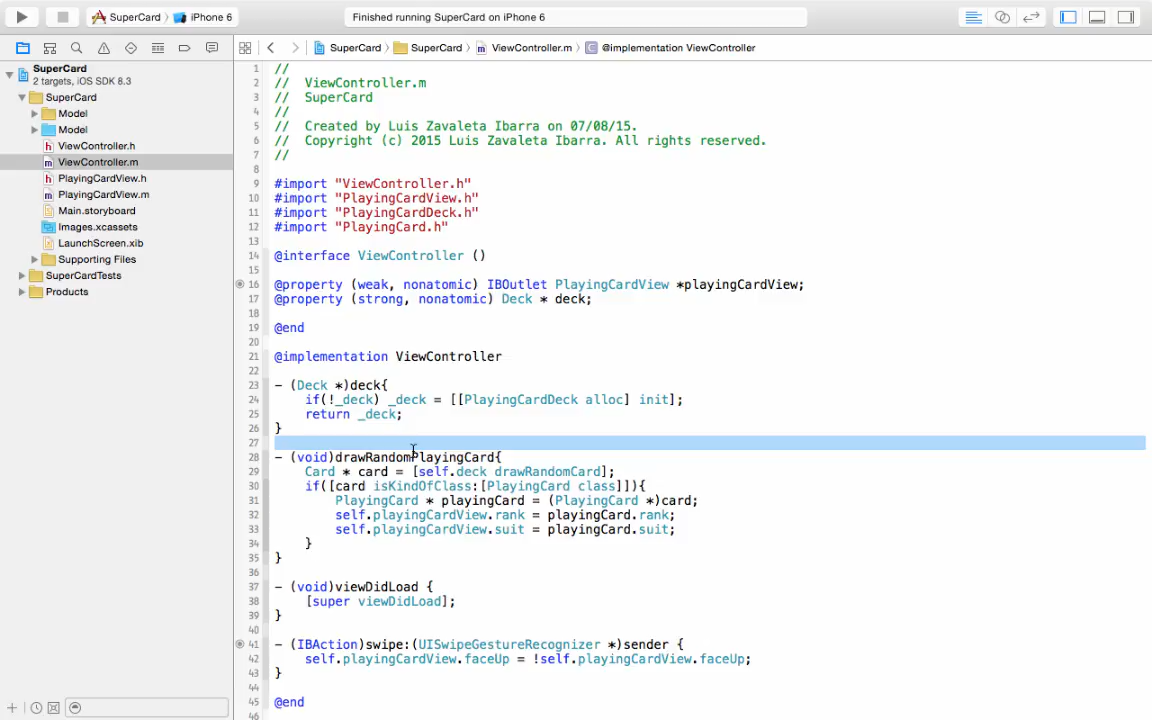 SuperCard
iPhone 6
Finished running SuperCard on iPhone 6
SuperCard
2 targets, iOS SDK 8.3
SuperCard
Model
Model
ViewController.h
ViewController.m
PlayingCardView.h
PlayingCardView.m
Main.storyboard
Images.xcassets
LaunchScreen.xib
Supporting Files
SuperCardTests
Products
SuperCard
SuperCard
ViewController.m
@implementation ViewController
1 //
2 // ViewController.m
3 // SuperCard
4 //
5 // Created by Luis Zavaleta Ibarra on 07/08/15.
6 // Copyright (c) 2015 Luis Zavaleta Ibarra. All rights reserved.
7 //
8
9 #import "ViewController.h"
10 #import "PlayingCardView.h"
11 #import "PlayingCardDeck.h"
12 #import "PlayingCard.h"
13
14 @interface ViewController ()
15
16 @property (weak, nonatomic) IBOutlet PlayingCardView *playingCardView;
17 @property (strong, nonatomic) Deck * deck;
18
19 @end
20
21 @implementation ViewController
22
23 - (Deck *)deck{
24 if(!_deck) _deck = [[PlayingCardDeck alloc] init];
25 return _deck;
26 }
27
28 - (void)drawRandomPlayingCard{
29 Card * card = [self.deck drawRandomCard];
30 if([card isKindOfClass:[PlayingCard class]]){
31 PlayingCard * playingCard = (PlayingCard *)card;
32 self.playingCardView.rank = playingCard.rank;
33 self.playingCardView.suit = playingCard.suit;
34 }
35 }
36
37 - (void)viewDidLoad {
38 [super viewDidLoad];
39 }
40
41 - (IBAction)swipe:(UISwipeGestureRecognizer *)sender {
42 self.playingCardView.faceUp = !self.playingCardView.faceUp;
43 }
44
45 @end
46